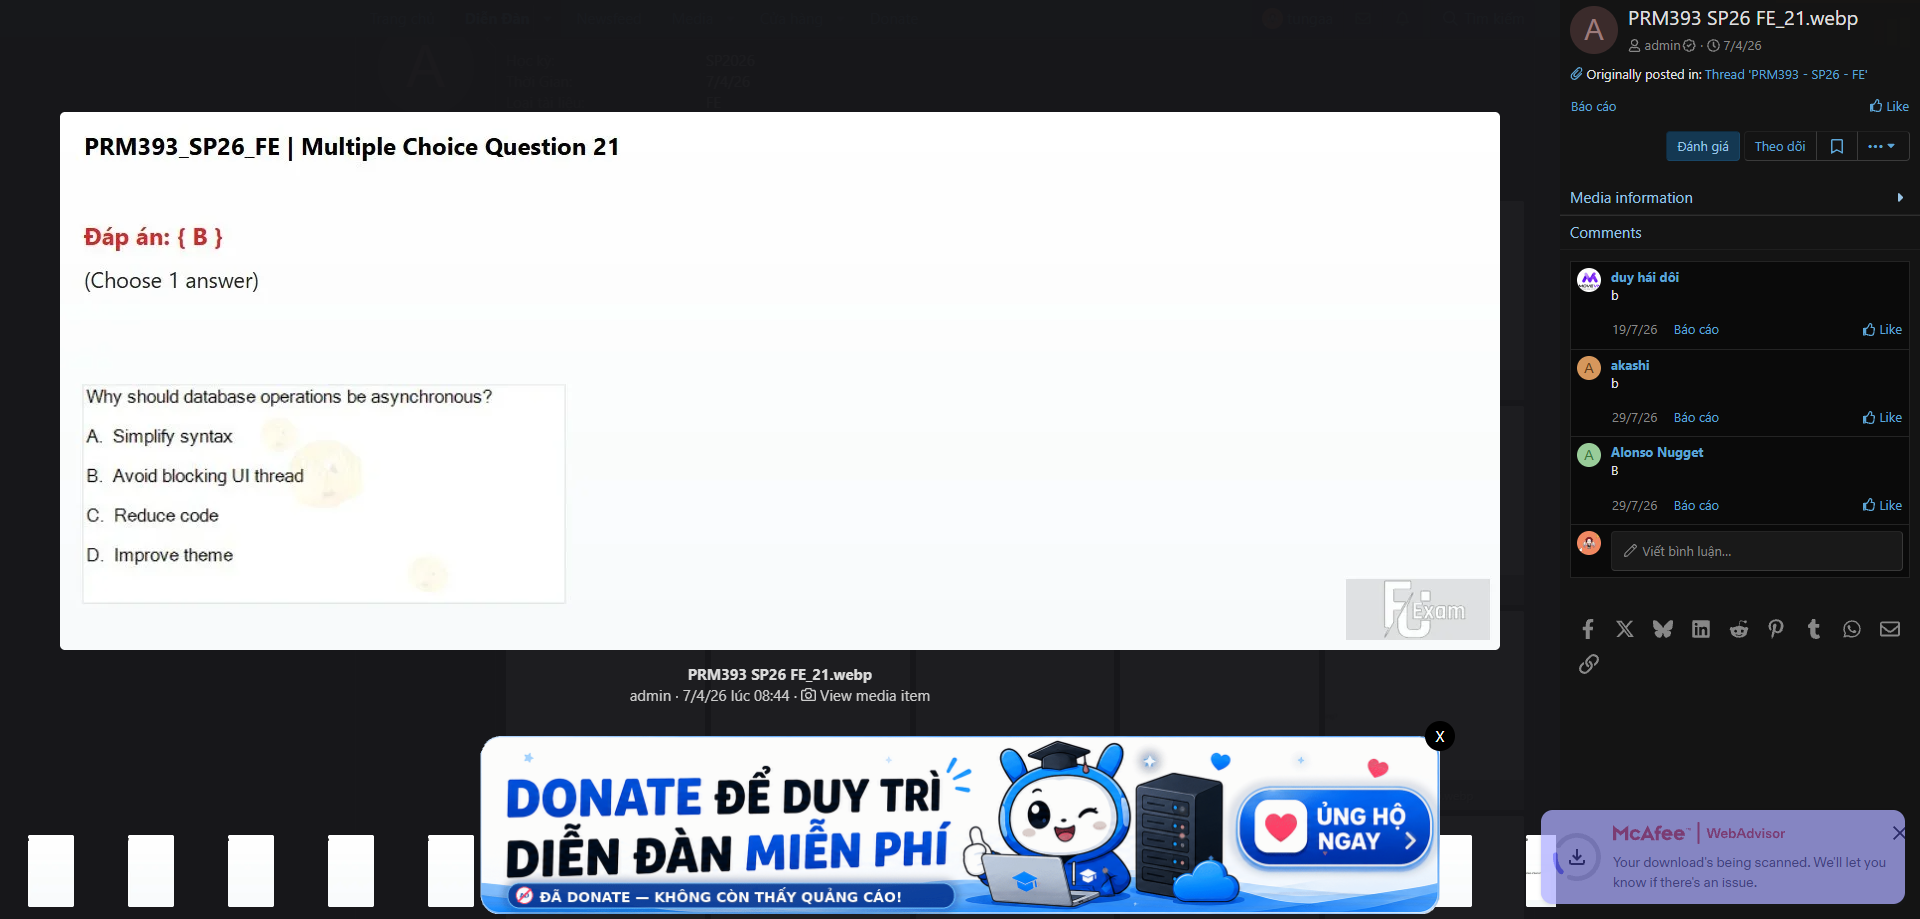 PRM393_SP26_FE | Multiple Choice Question 21
Đáp án: { B }
(Choose 1 answer)
Why should database operations be asynchronous?
A. Simplify syntax
B. Avoid blocking UI thread
C. Reduce code
D. Improve theme
FU Exam
PRM393 SP26 FE_21.webp
admin · 7/4/26 lúc 08:44 · View media item
X
DONATE ĐỂ DUY TRÌ
DIỄN ĐÀN MIỄN PHÍ
ĐÃ DONATE — KHÔNG CÒN THẤY QUẢNG CÁO!
ỦNG HỘ
NGAY
A
PRM393 SP26 FE_21.webp
admin · 7/4/26
Originally posted in: Thread 'PRM393 - SP26 - FE'
Báo cáo
Like
Đánh giá
Theo dõi
Media information
Comments
duy hái dôi
b
19/7/26 Báo cáo Like
A
akashi
b
29/7/26 Báo cáo Like
A
Alonso Nugget
B
29/7/26 Báo cáo Like
Viết bình luận...
McAfee | WebAdvisor
Your download's being scanned. We'll let you
know if there's an issue.